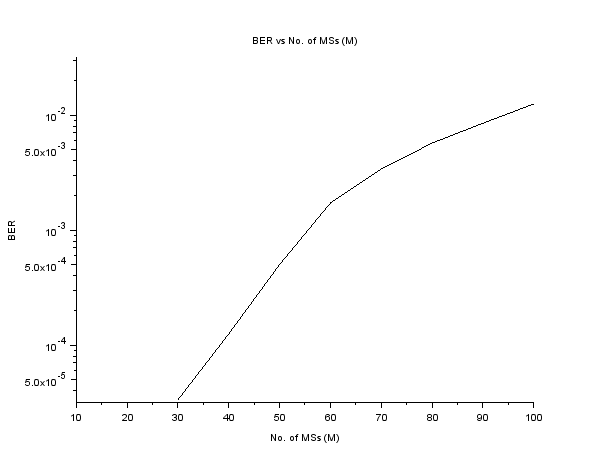 BER vs No. of MSs (M)
10^-2
5.0x10^-3
10^-3
5.0x10^-4
10^-4
5.0x10^-5
BER
10 20 30 40 50 60 70 80 90 100
No. of MSs (M)